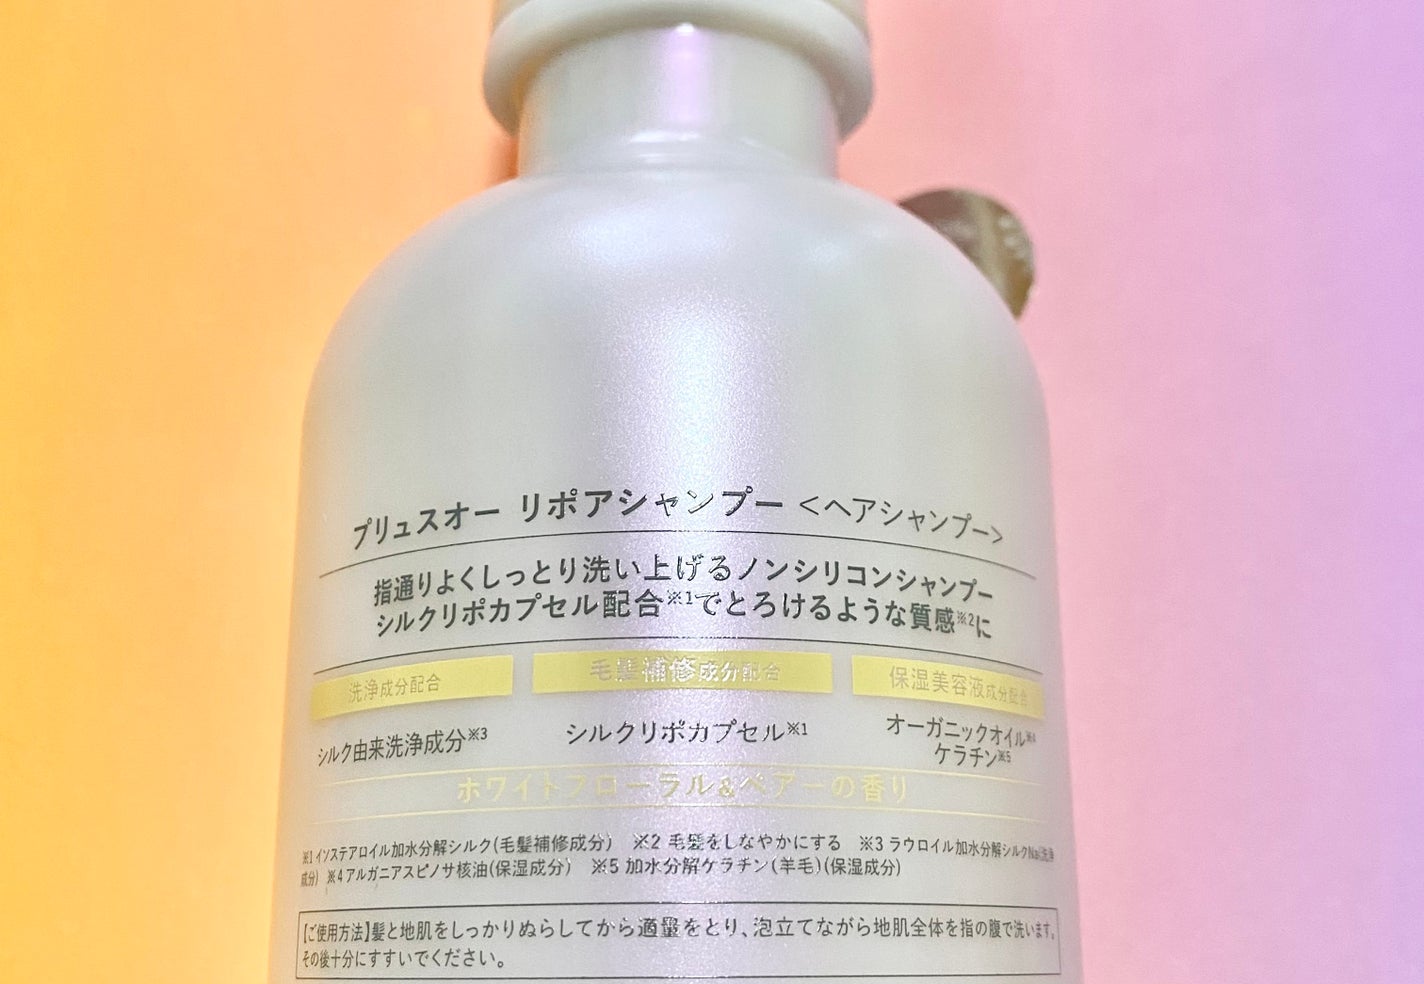 プリュスオー リポアシャンプー <ヘアシャンプー>
指通りよくしっとり洗い上げるノンシリコンシャンプー
シルクリポカプセル配合※1でとろけるような質感※2に
洗浄成分配合 毛髪補修成分配合 保湿美容液成分配合
シルク由来洗浄成分※3 シルクリポカプセル※1 オーガニックオイル※4
ケラチン※5
ホワイトフローラル&ペアーの香り
※1 インステアロイル加水分解シルク(毛髪補修成分) ※2 毛髪をしなやかにする ※3 ラウロイル加水分解シルクNa(洗浄
成分) ※4 アルガニアスピノサ核油(保湿成分) ※5 加水分解ケラチン(羊毛)(保湿成分)
【ご使用方法】髪と地肌をしっかりぬらしてから適量をとり、泡立てながら地肌全体を指の腹で洗います。
その後十分にすすいでください。